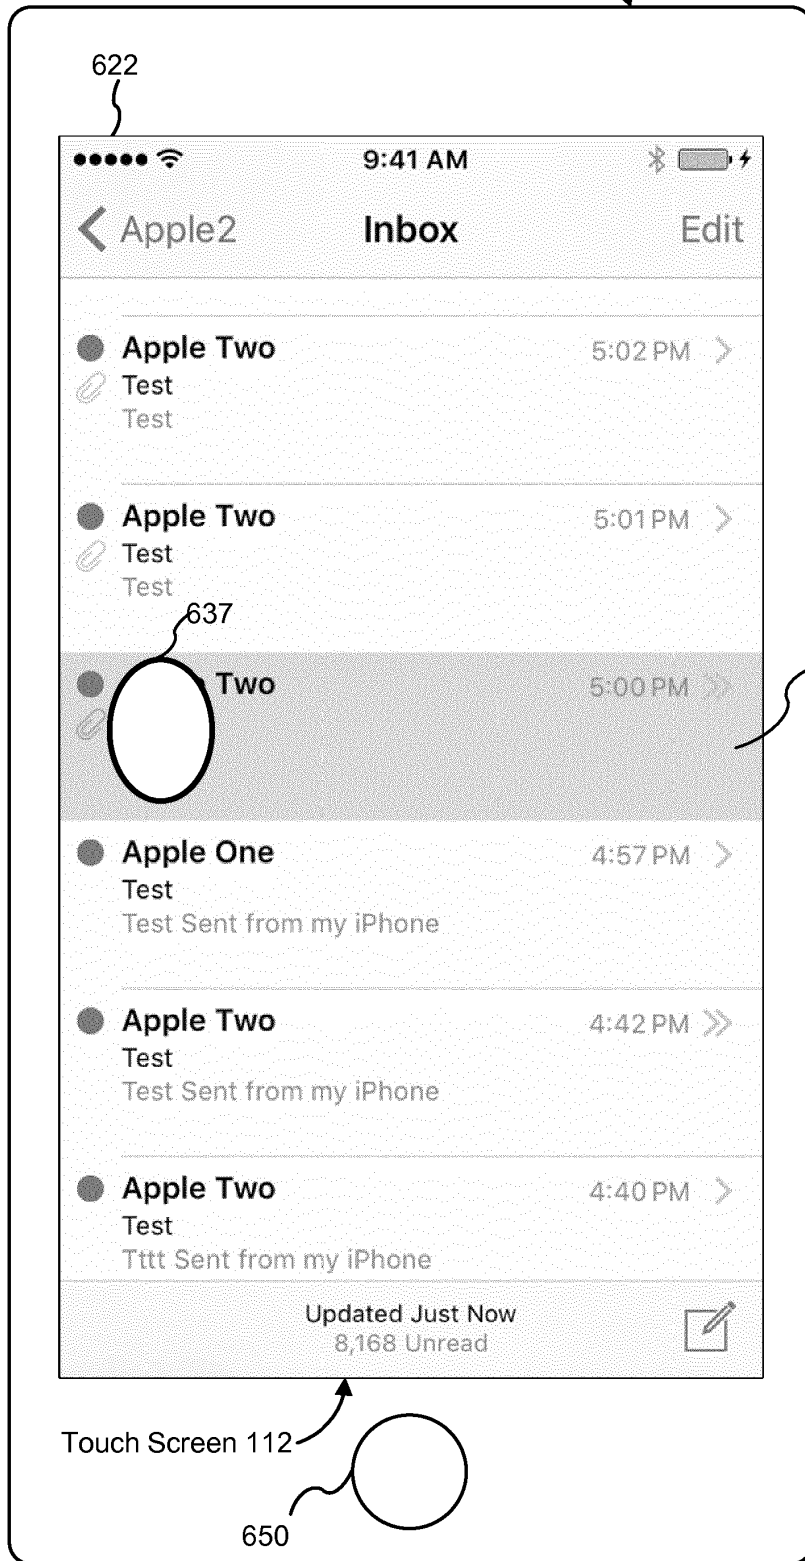 622
9:41 AM
Apple2 Inbox Edit
Apple Two 5:02 PM
Test
Test
Apple Two 5:01 PM
Test
Test
637
Two 5:00 PM
Apple One 4:57 PM
Test
Test Sent from my iPhone
Apple Two 4:42 PM
Test
Test Sent from my iPhone
Apple Two 4:40 PM
Test
Tttt Sent from my iPhone
Updated Just Now
8,168 Unread
Touch Screen 112
650